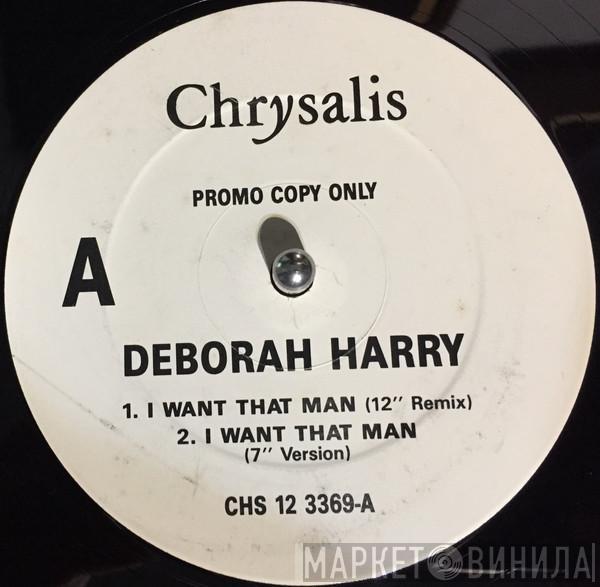 Chrysalis
PROMO COPY ONLY
A
DEBORAH HARRY
1. I WANT THAT MAN (12" Remix)
2. I WANT THAT MAN
(7" Version)
CHS 12 3369-A
МАРКЕТ ВИНИЛА